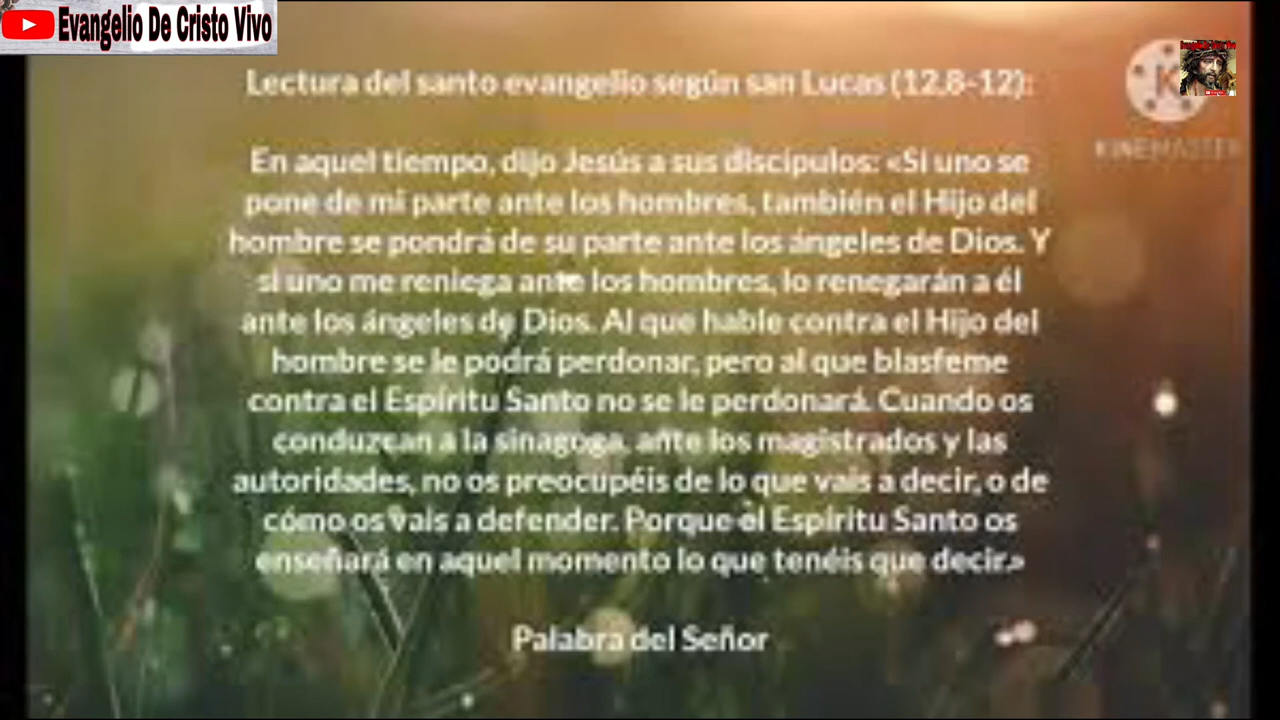 Evangelio De Cristo Vivo
Lectura del santo evangelio según san Lucas (12,8-12):
K
KINEMASTER
En aquel tiempo, dijo Jesús a sus discípulos: «Si uno se
pone de mi parte ante los hombres, también el Hijo del
hombre se pondrá de su parte ante los ángeles de Dios. Y
si uno me reniega ante los hombres, lo renegarán a él
ante los ángeles de Dios. Al que hable contra el Hijo del
hombre se le podrá perdonar, pero al que blasfeme
contra el Espíritu Santo no se le perdonará. Cuando os
conduzcan a la sinagoga, ante los magistrados y las
autoridades, no os preocupéis de lo que vais a decir, o de
cómo os vais a defender. Porque el Espíritu Santo os
enseñará en aquel momento lo que tenéis que decir.»
Palabra del Señor